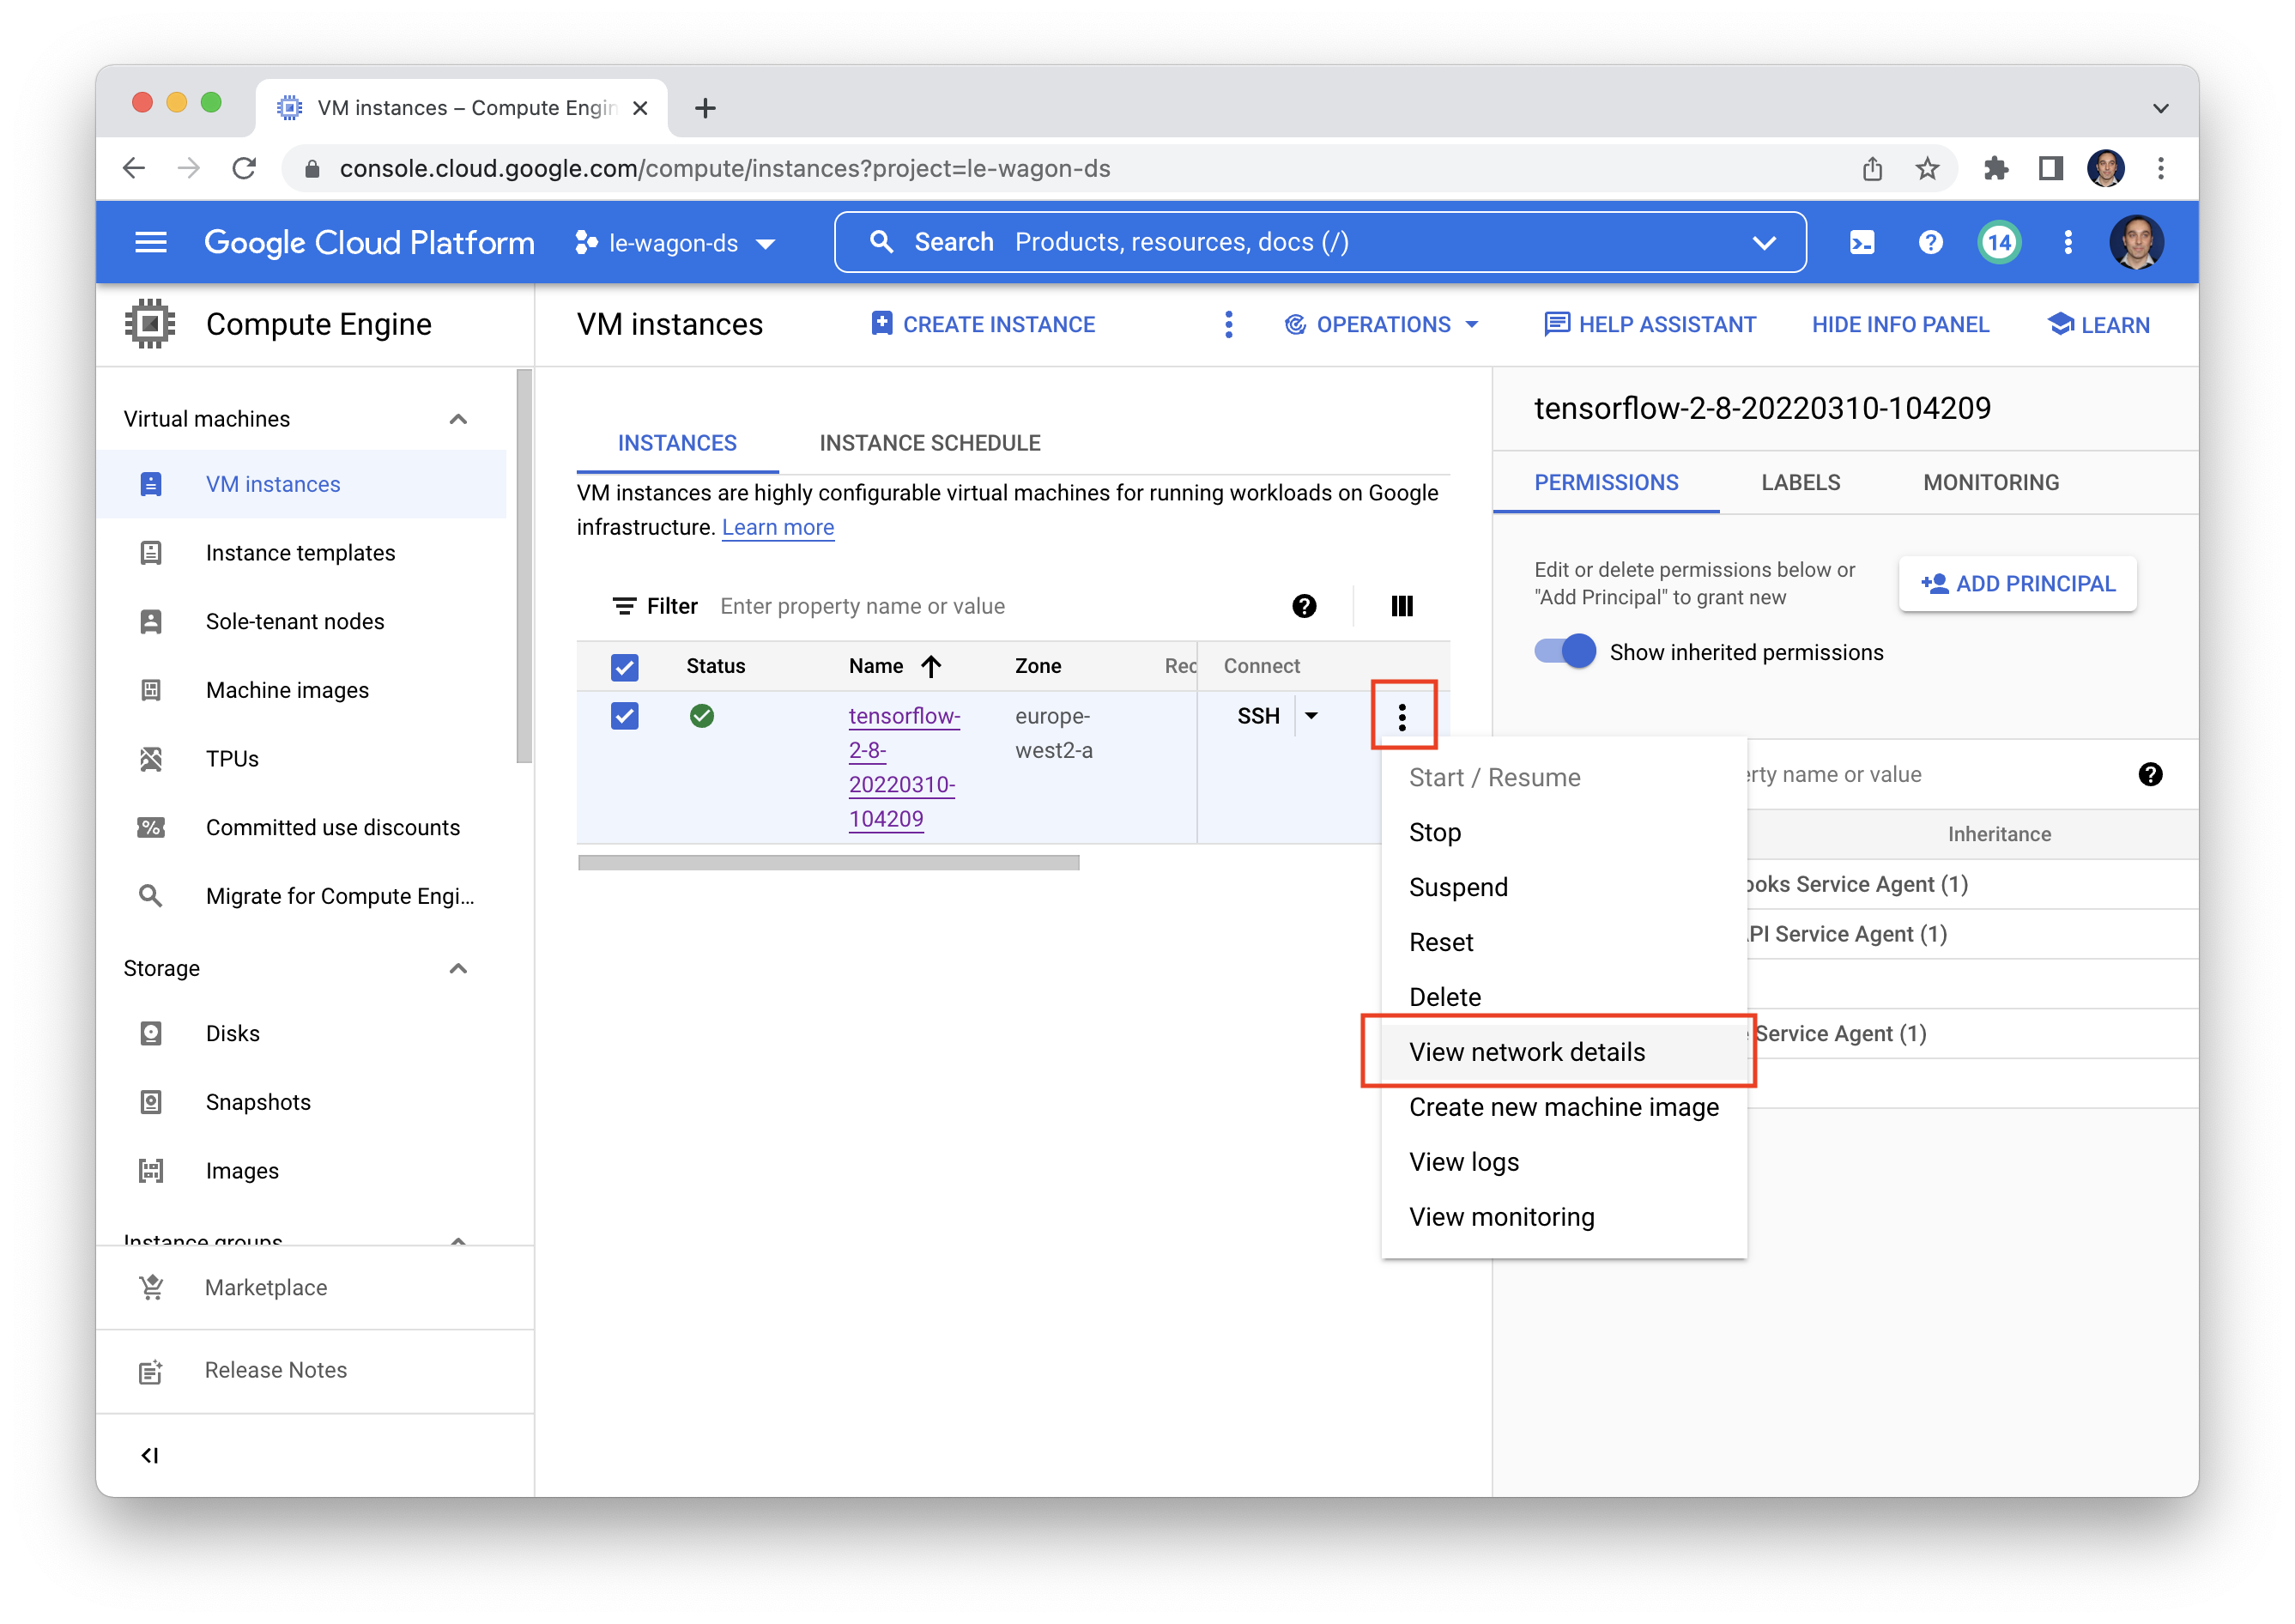 VM instances – Compute Engin
console.cloud.google.com/compute/instances?project=le-wagon-ds
Google Cloud Platform
le-wagon-ds
Search Products, resources, docs (/)
14
Compute Engine
VM instances
CREATE INSTANCE
OPERATIONS
HELP ASSISTANT
HIDE INFO PANEL
LEARN
Virtual machines
VM instances
Instance templates
Sole-tenant nodes
Machine images
TPUs
Committed use discounts
Migrate for Compute Engi...
Storage
Disks
Snapshots
Images
Instance groups
Marketplace
Release Notes
INSTANCES
INSTANCE SCHEDULE
VM instances are highly configurable virtual machines for running workloads on Google
infrastructure. Learn more
Filter Enter property name or value
Status Name Zone Rec Connect
tensorflow-
2-8-
20220310-
104209
europe-
west2-a
SSH
Start / Resume
Stop
Suspend
Reset
Delete
View network details
Create new machine image
View logs
View monitoring
tensorflow-2-8-20220310-104209
PERMISSIONS
LABELS
MONITORING
Edit or delete permissions below or
"Add Principal" to grant new
ADD PRINCIPAL
Show inherited permissions
rty name or value
Inheritance
ooks Service Agent (1)
PI Service Agent (1)
Service Agent (1)